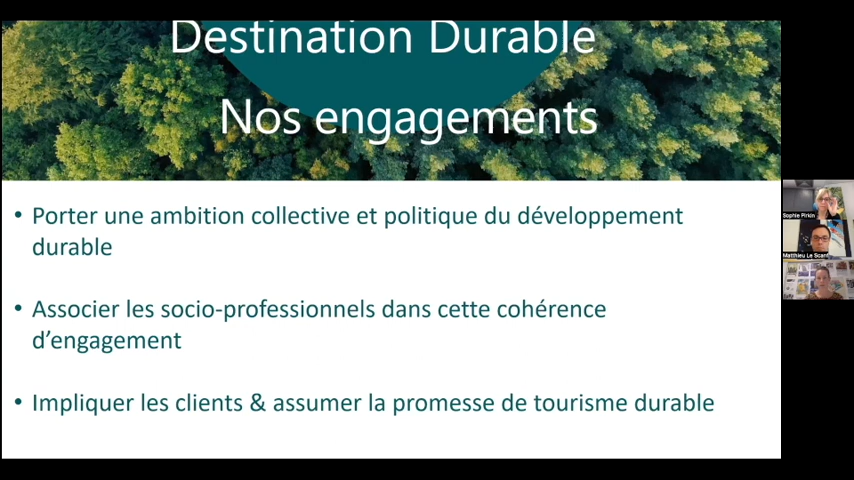 Destination Durable
Nos engagements
• Porter une ambition collective et politique du développement
durable
• Associer les socio-professionnels dans cette cohérence
d’engagement
• Impliquer les clients & assumer la promesse de tourisme durable
Sophie Pirkin
Matthieu Le Scant